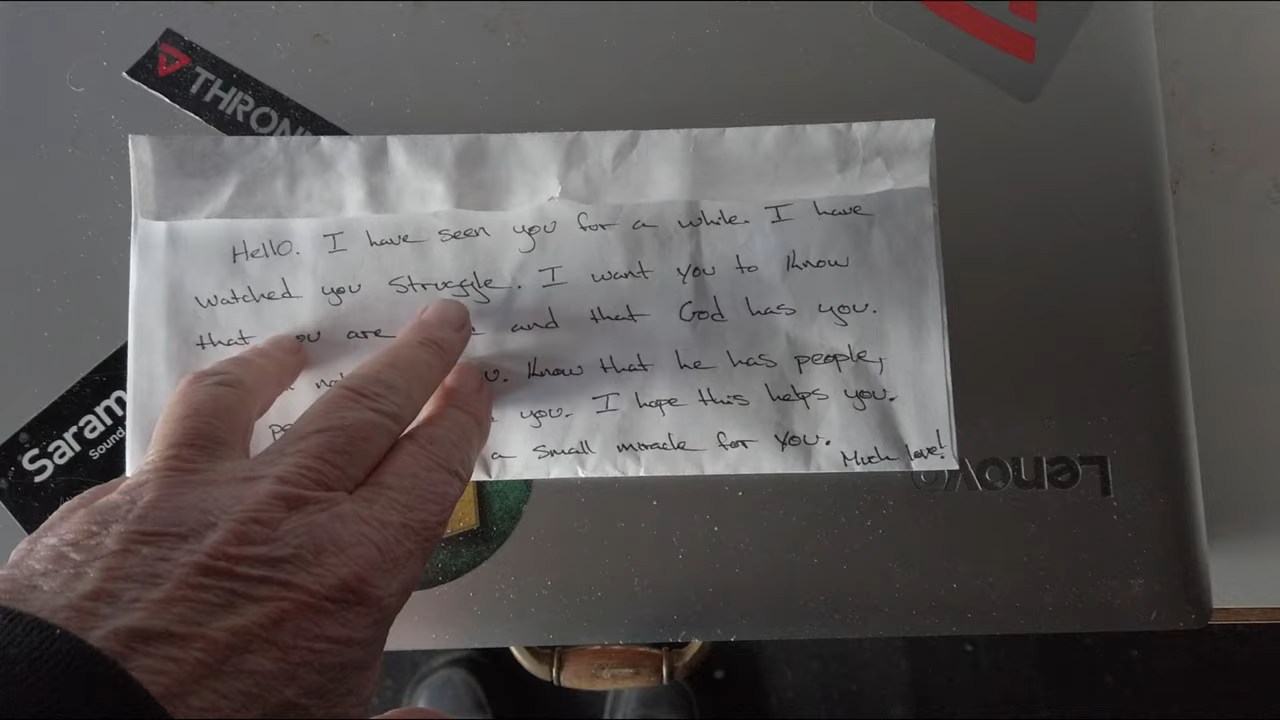 THRON
Hello. I have seen you for a while. I have
watched you struggle. I want you to know
that you are and that God has you.
Know that he has people,
you. I hope this helps you.
a small miracle for you.
Much love!
Saram
Sound
Lenovo